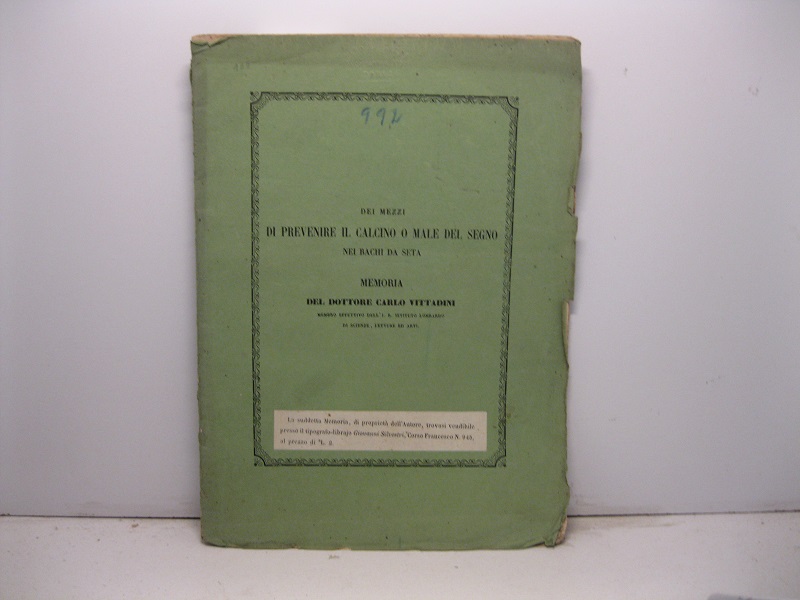 992
DEI MEZZI
DI PREVENIRE IL CALCINO O MALE DEL SEGNO
NEI BACHI DA SETA
MEMORIA
DEL DOTTORE CARLO VITTADINI
MEMBRO EFFETTIVO DELL' I. R. ISTITUTO LOMBARDO
DI SCIENZE, LETTERE ED ARTI.
La suddetta Memoria, di proprietà dell'Autore, trovasi vendibile
presso il tipografo-librajo Giuseppe Corso Francesco N. 945,
al prezzo di